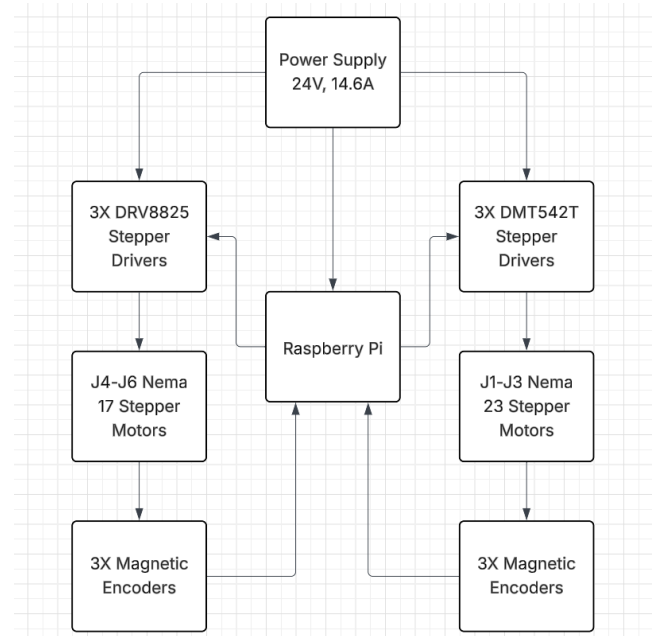 Power Supply
24V, 14.6A
3X DRV8825
Stepper
Drivers
3X DMT542T
Stepper
Drivers
Raspberry Pi
J4-J6 Nema
17 Stepper
Motors
J1-J3 Nema
23 Stepper
Motors
3X Magnetic
Encoders
3X Magnetic
Encoders